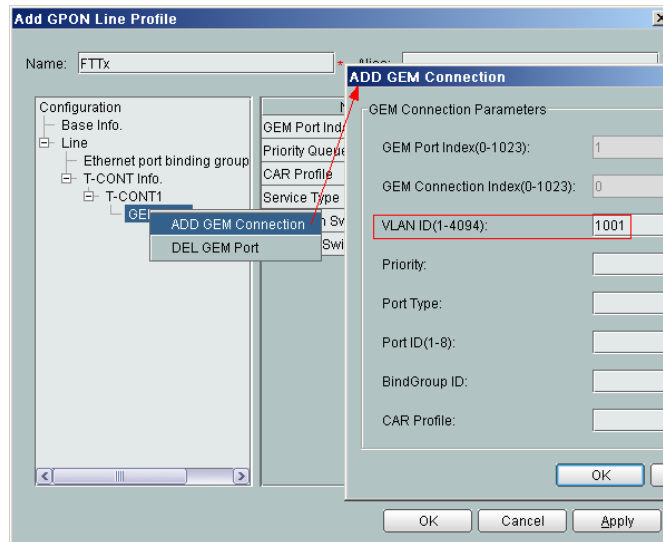 Add GPON Line Profile
Name: FTTx *
ADD GEM Connection
Configuration
Base Info.
Line
Ethernet port binding group
T-CONT Info.
T-CONT1
ADD GEM Connection
DEL GEM Port
GEM Port Ind
Priority Queue
CAR Profile
Service Type
GEM Connection Parameters
GEM Port Index(0-1023): 1
GEM Connection Index(0-1023): 0
VLAN ID(1-4094): 1001
Priority:
Port Type:
Port ID(1-8):
BindGroup ID:
CAR Profile:
OK
OK Cancel Apply